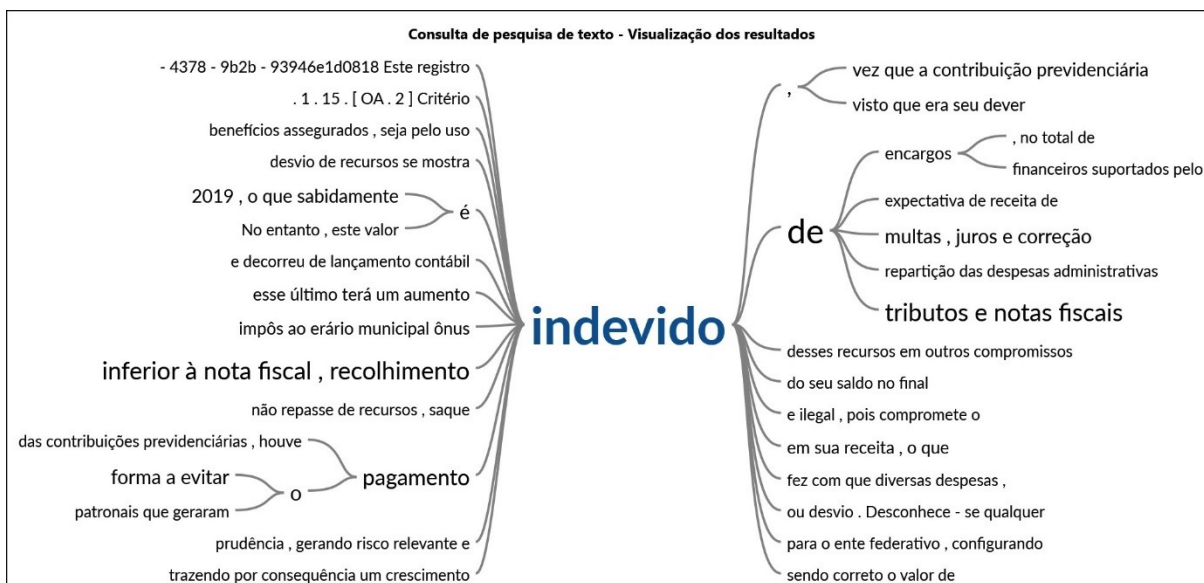 Consulta de pesquisa de texto - Visualização dos resultados
- 4378 - 9b2b - 93946e1d0818 Este registro
. 1 . 15 . [ OA . 2 ] Critério
benefícios assegurados , seja pelo uso
desvio de recursos se mostra
2019 , o que sabidamente
No entanto , este valor
é
e decorreu de lançamento contábil
esse último terá um aumento
impôs ao erário municipal ônus
inferior à nota fiscal , recolhimento
não repasse de recursos , saque
das contribuições previdenciárias , houve
forma a evitar
patronais que geraram
o
pagamento
prudência , gerando risco relevante e
trazendo por consequência um crescimento
indevido
,
vez que a contribuição previdenciária
visto que era seu dever
de
encargos
, no total de
financeiros suportados pelo
expectativa de receita de
multas , juros e correção
repartição das despesas administrativas
tributos e notas fiscais
desses recursos em outros compromissos
do seu saldo no final
e ilegal , pois compromete o
em sua receita , o que
fez com que diversas despesas ,
ou desvio . Desconhece - se qualquer
para o ente federativo , configurando
sendo correto o valor de